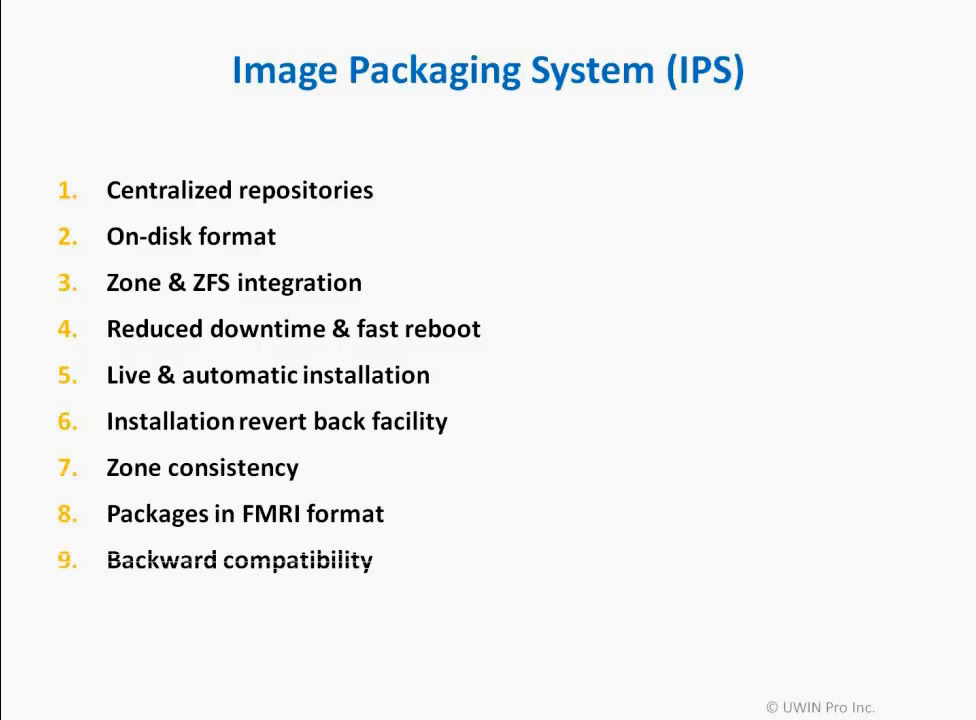 Image Packaging System (IPS)
1. Centralized repositories
2. On-disk format
3. Zone & ZFS integration
4. Reduced downtime & fast reboot
5. Live & automatic installation
6. Installation revert back facility
7. Zone consistency
8. Packages in FMRI format
9. Backward compatibility
© UWIN Pro Inc.